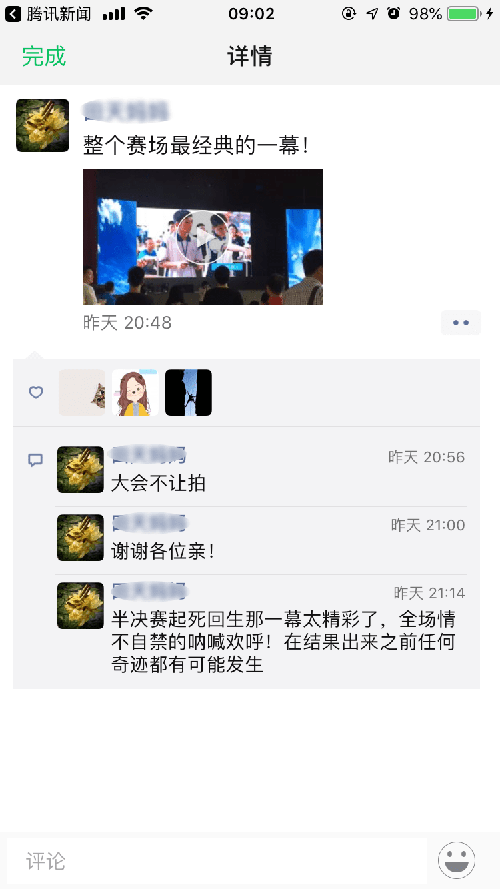 腾讯新闻
09:02
98%
完成
详情
整个赛场最经典的一幕！
昨天 20:48
昨天 20:56
大会不让拍
昨天 21:00
谢谢各位亲！
昨天 21:14
半决赛起死回生那一幕太精彩了，全场情
不自禁的呐喊欢呼！在结果出来之前任何
奇迹都有可能发生
评论